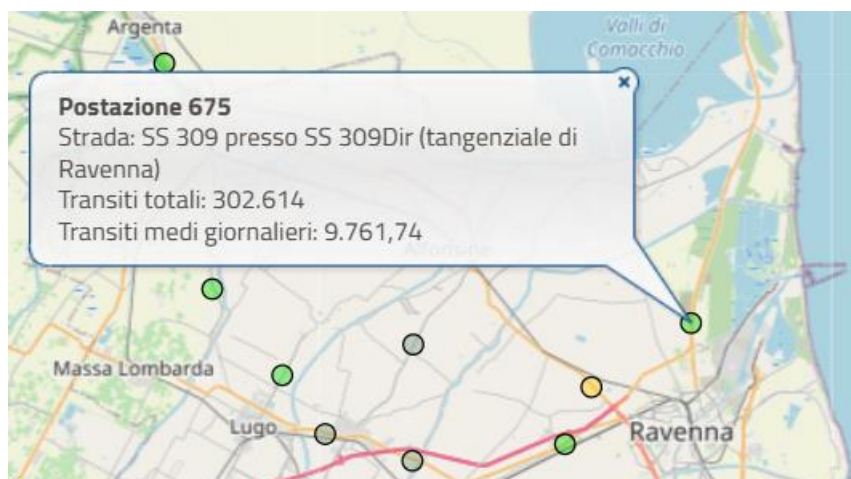 Argenta
Valli di
Comacchio
Postazione 675
Strada: SS 309 presso SS 309Dir (tangenziale di
Ravenna)
Transiti totali: 302.614
Transiti medi giornalieri: 9.761,74
Alfonsine
Massa Lombarda
Lugo
Ravenna